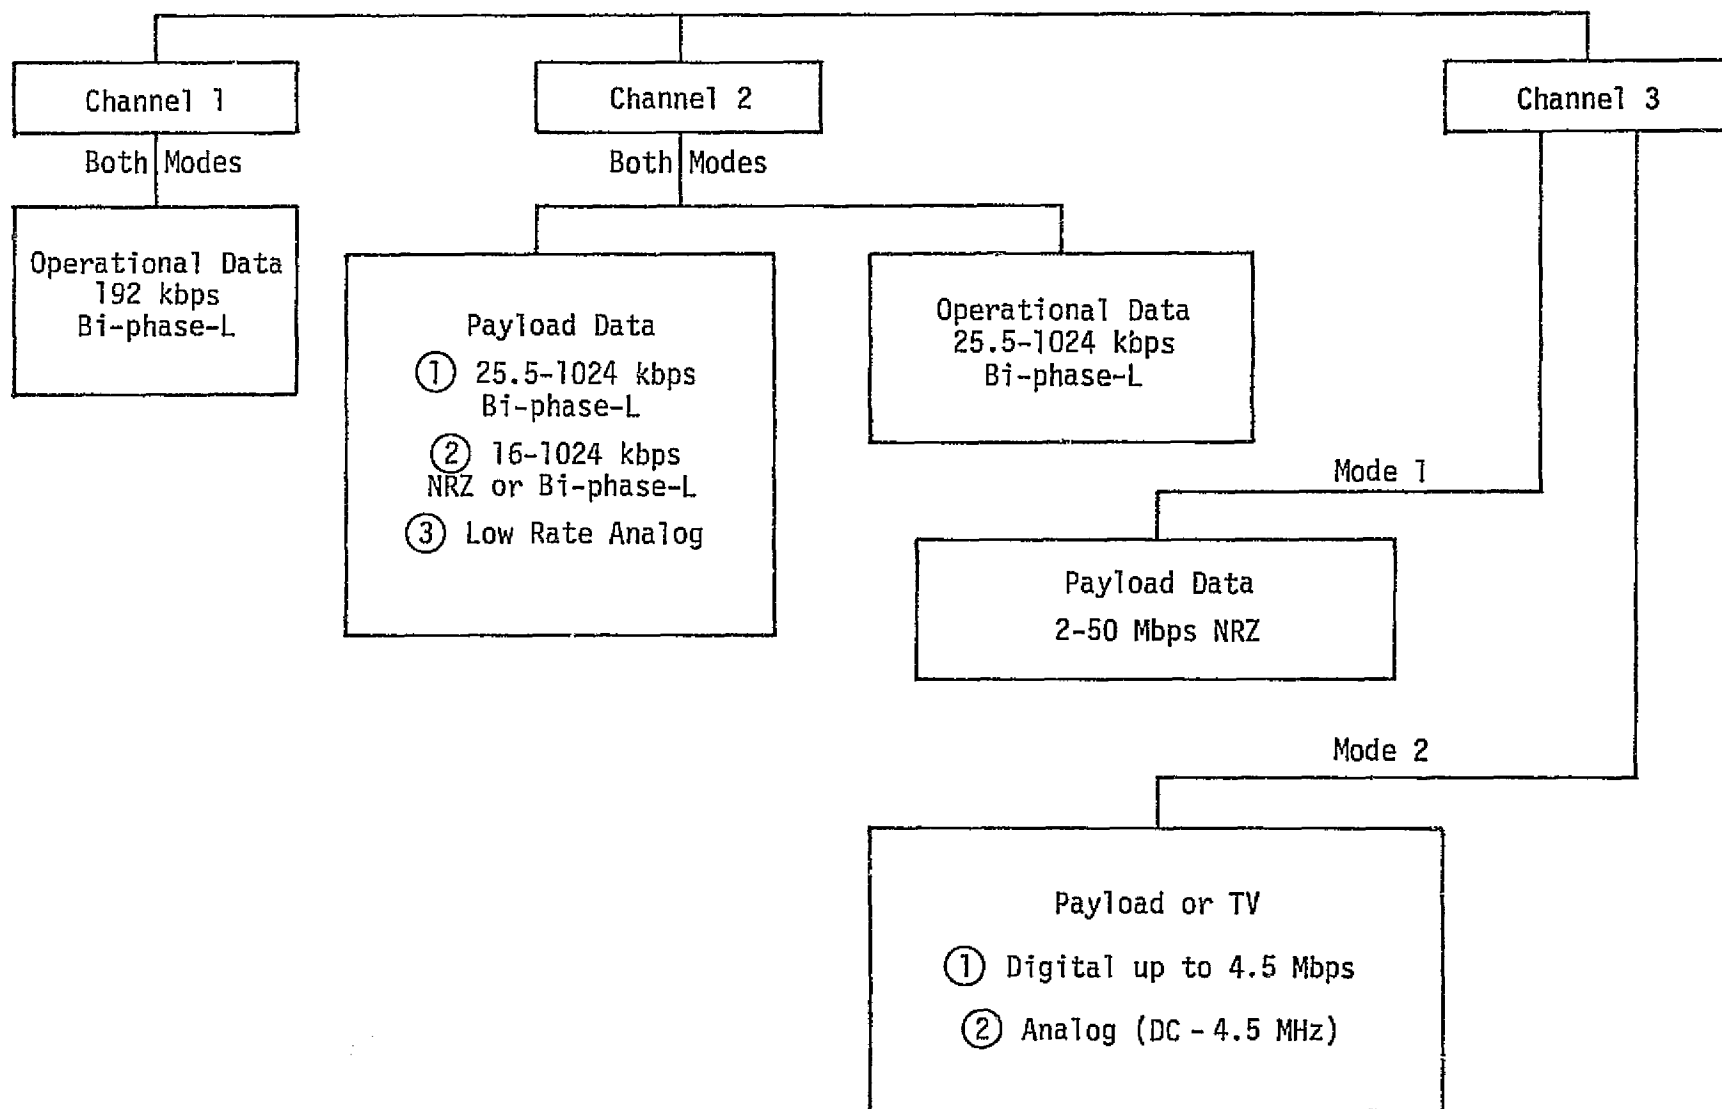 Channel 1
Channel 2
Channel 3
Both Modes
Both Modes
Operational Data
192 kbps
Bi-phase-L
Payload Data
① 25.5-1024 kbps
Bi-phase-L
② 16-1024 kbps
NRZ or Bi-phase-L
③ Low Rate Analog
Operational Data
25.5-1024 kbps
Bi-phase-L
Mode 1
Payload Data
2-50 Mbps NRZ
Mode 2
Payload or TV
① Digital up to 4.5 Mbps
② Analog (DC - 4.5 MHz)